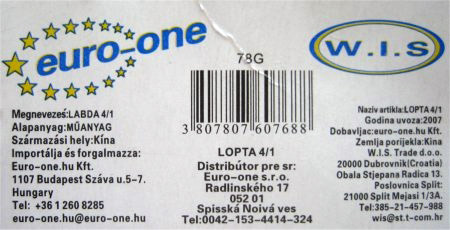 euro-one
78G
W.I.S
3807807607688
Megnevezés:LABDA 4/1
Alapanyag:MŰANYAG
Származási hely:Kína
Importálja és forgalmazza:
Euro-one.hu Kft.
1107 Budapest Száva u.5-7.
Hungary
Tel: +36 1 260 8285
euro-one.hu@euro-one.hu
LOPTA 4/1
Distribútor pre sr:
Euro-one s.r.o.
Radlinského 17
052 01
Spisská Noivá ves
Tel:0042-153-4414-324
Naziv artikla:LOPTA 4/1
Godina uvoza:2007
Dobavljac:euro-one.hu Kft.
Zemlja porijekla:Kina
W.I.S. Trade d.o.o.
20000 Dubrovnik(Croatia)
Obala Stjepana Radica 13.
Poslovnica Split:
21000 Split Mejasi 1/3A.
Tel:385-21-457-988
wis@st.t-com.hr